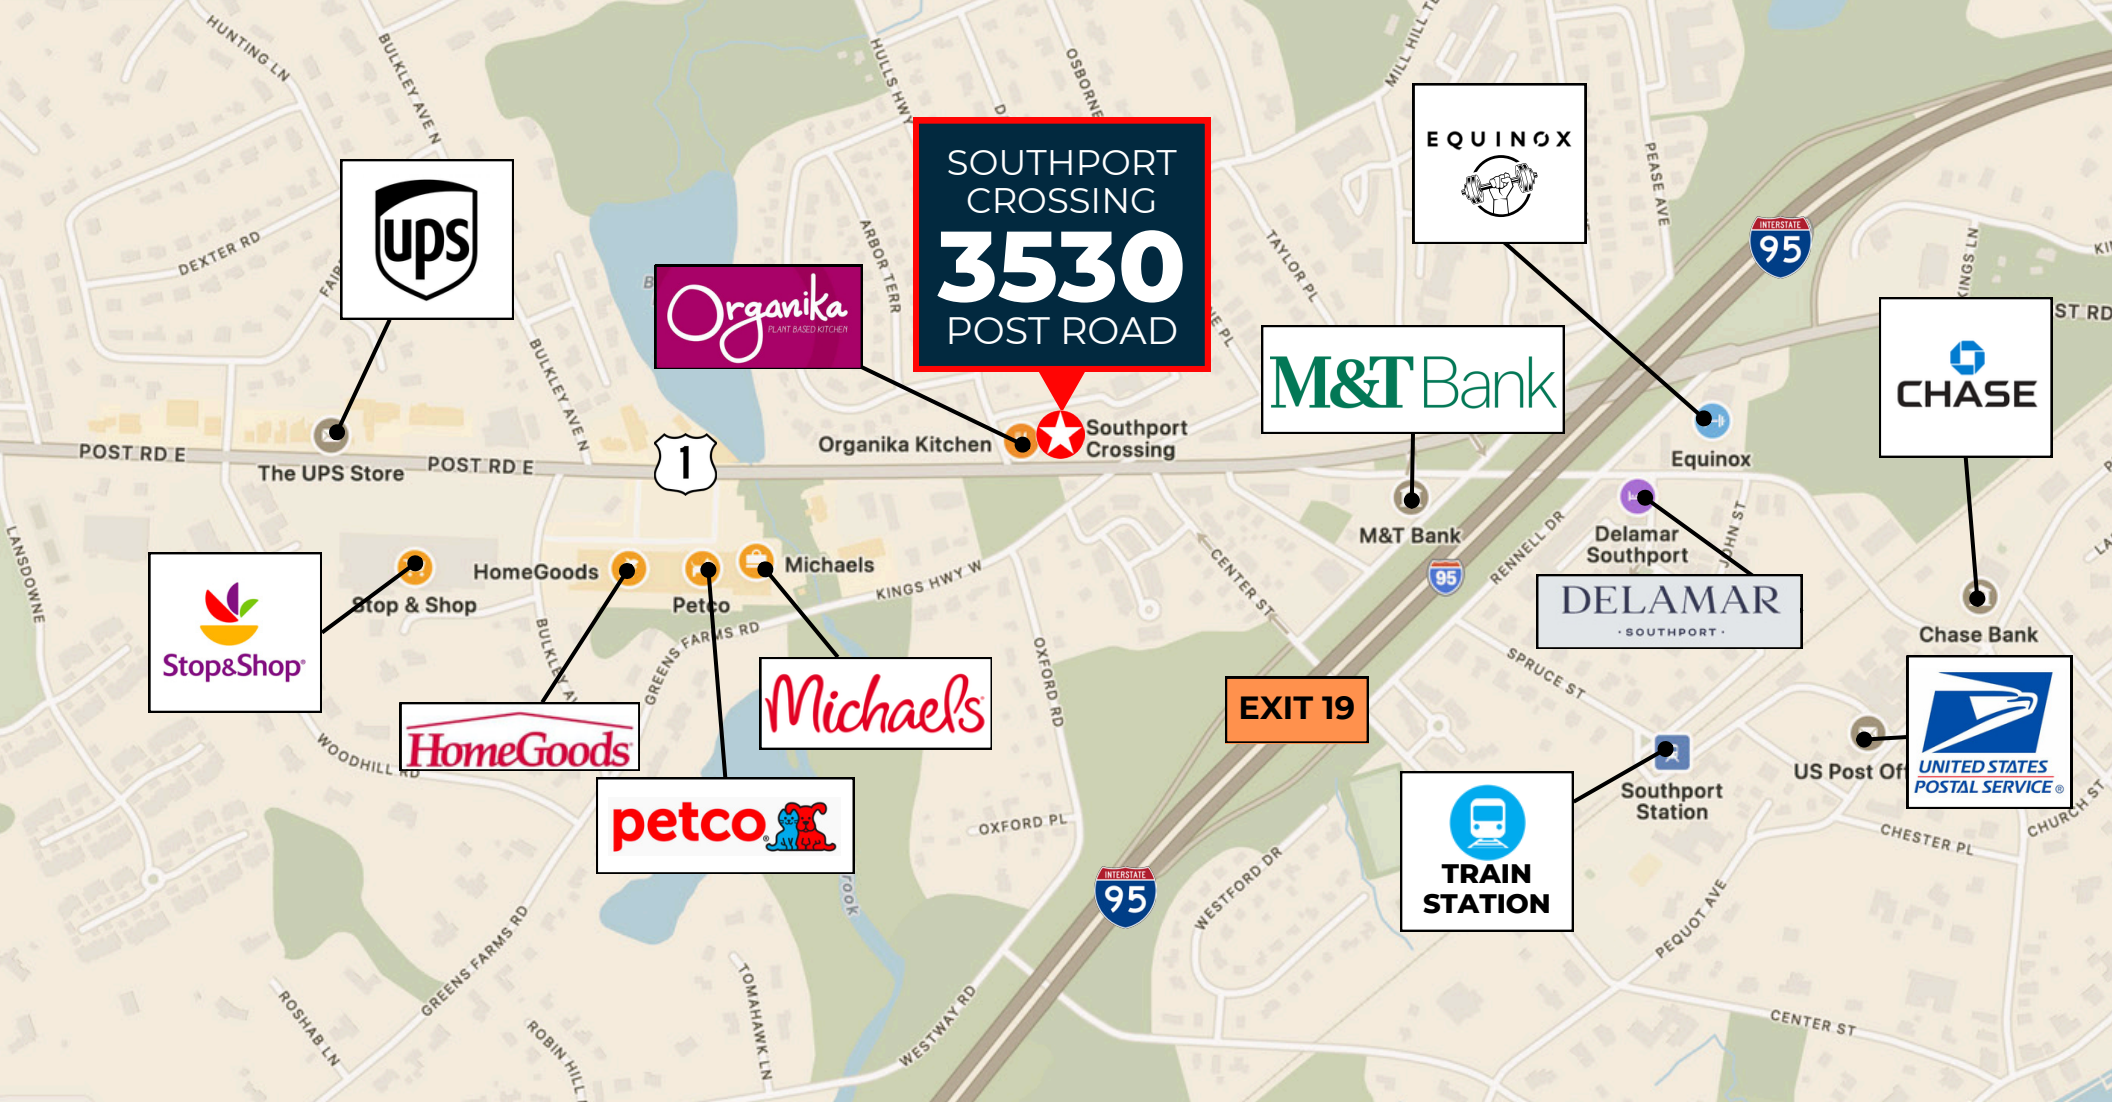 HUNTING LN
BULKLEY AVE N
HULLS HWY
OSBORNE
MILL HILL
PEASE AVE
DEXTER RD
ARBOR TERR
TAYLOR PL
KINGS LN
ST RD
ups
Organika
PLANT BASED KITCHEN
SOUTHPORT
CROSSING
3530
POST ROAD
EQUINOX
INTERSTATE
95
M&T Bank
CHASE
BULKLEY AVE N
POST RD E
The UPS Store
POST RD E
1
Organika Kitchen
Southport
Crossing
M&T Bank
Equinox
Delamar
Southport
DELAMAR
· SOUTHPORT ·
JOHN ST
RENNELL DR
95
LANSDOWNE
Stop & Shop
Stop&Shop
HomeGoods
Petco
Michaels
KINGS HWY W
CENTER ST
GREENS FARMS RD
OXFORD RD
SPRUCE ST
Chase Bank
HomeGoods
Michaels
petco
WOODHILL RD
EXIT 19
Southport
Station
TRAIN
STATION
US Post Of
UNITED STATES
POSTAL SERVICE ®
CHURCH ST
CHESTER PL
OXFORD PL
INTERSTATE
95
WESTFORD DR
PEQUOT AVE
GREENS FARMS RD
ROSHAB LN
ROBIN HILL
TOMAHAWK LN
WESTWAY RD
CENTER ST